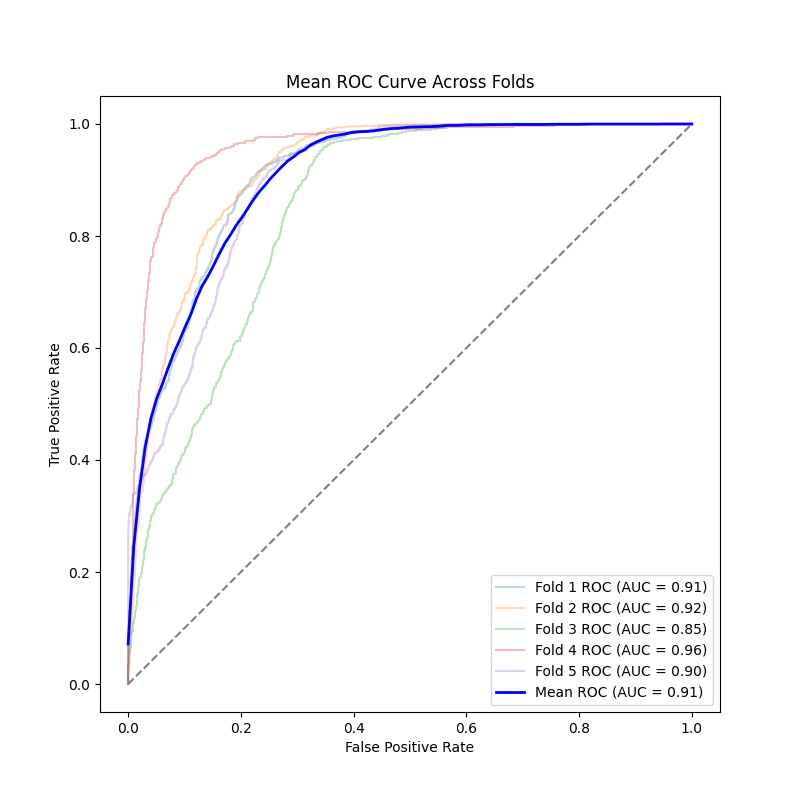 Mean ROC Curve Across Folds
True Positive Rate
1.0
0.8
0.6
0.4
0.2
0.0
0.0 0.2 0.4 0.6 0.8 1.0
False Positive Rate
Fold 1 ROC (AUC = 0.91)
Fold 2 ROC (AUC = 0.92)
Fold 3 ROC (AUC = 0.85)
Fold 4 ROC (AUC = 0.96)
Fold 5 ROC (AUC = 0.90)
Mean ROC (AUC = 0.91)